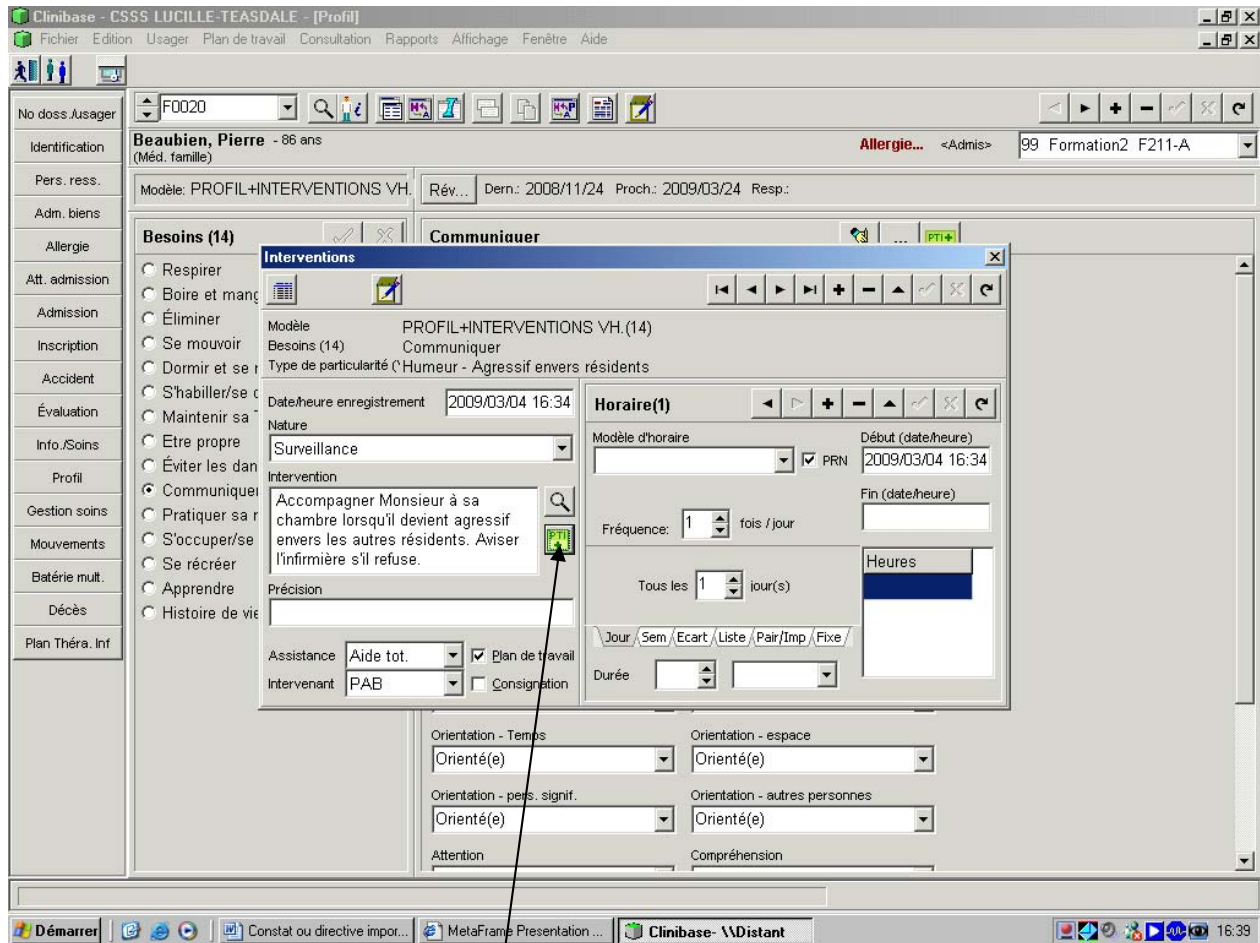 Clinibase - CSSS LUCILLE-TEASDALE - [Profil]
Fichier Edition Usager Plan de travail Consultation Rapports Affichage Fenêtre Aide
No doss./usager
F0020
Identification
Beaubien, Pierre - 86 ans
(Méd. famille)
Allergie... <Admis>
99 Formation2 F211-A
Pers. ress.
Modèle: PROFIL+INTERVENTIONS VH.
Rév... Dern.: 2008/11/24 Proch.: 2009/03/24 Resp.:
Adm. biens
Allergie
Att. admission
Admission
Inscription
Accident
Évaluation
Info./Soins
Profil
Gestion soins
Mouvements
Batérie mult.
Décès
Plan Théra. Inf
Besoins (14)
Respirer
Boire et mang
Éliminer
Se mouvoir
Dormir et se r
S'habiller/se d
Maintenir sa
Etre propre
Éviter les dan
Communiquer
Pratiquer sa r
S'occuper/se
Se récréer
Apprendre
Histoire de vie
Communiquer
... PTI+
Interventions
Modèle PROFIL+INTERVENTIONS VH.(14)
Besoins (14) Communiquer
Type de particularité (' Humeur - Agressif envers résidents
Date/heure enregistrement 2009/03/04 16:34
Nature
Surveillance
Intervention
Accompagner Monsieur à sa
chambre lorsqu'il devient agressif
envers les autres résidents. Aviser
l'infirmière s'il refuse.
PTI
+
Précision
Assistance Aide tot. Plan de travail
Intervenant PAB Consignation
Horaire(1)
Modèle d'horaire
PRN
Début (date/heure)
2009/03/04 16:34
Fin (date/heure)
Fréquence: 1 fois / jour
Heures
Tous les 1 jour(s)
Jour Sem Ecart Liste Pair/Imp Fixe
Durée
Orientation - Temps
Orienté(e)
Orientation - espace
Orienté(e)
Orientation - pers. signif.
Orienté(e)
Orientation - autres personnes
Orienté(e)
Attention
Compréhension
Démarrer
Constat ou directive impor...
MetaFrame Presentation ...
Clinibase- \\Distant
16:39